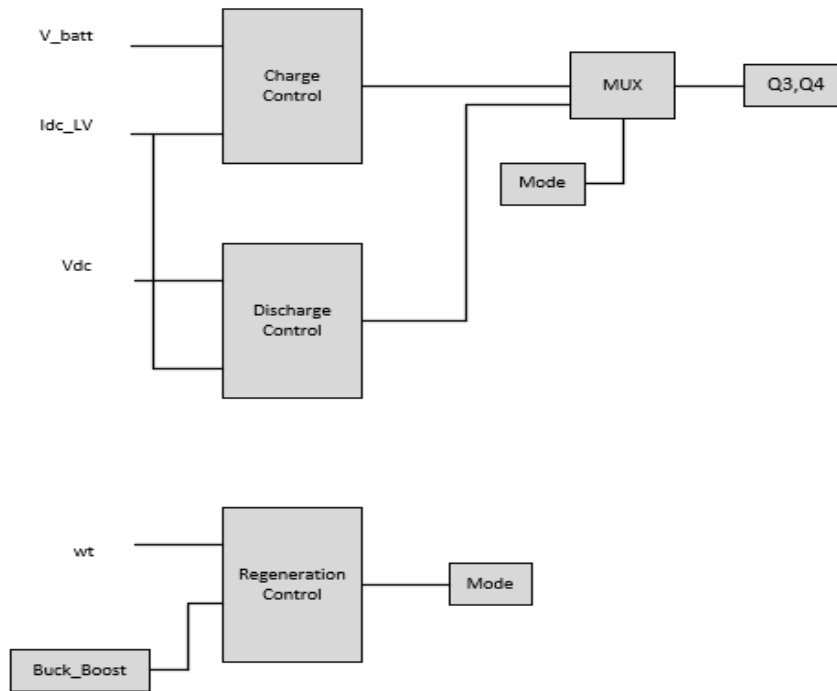 V_batt
Charge
Control
MUX
Q3,Q4
Idc_LV
Mode
Vdc
Discharge
Control
wt
Regeneration
Control
Mode
Buck_Boost